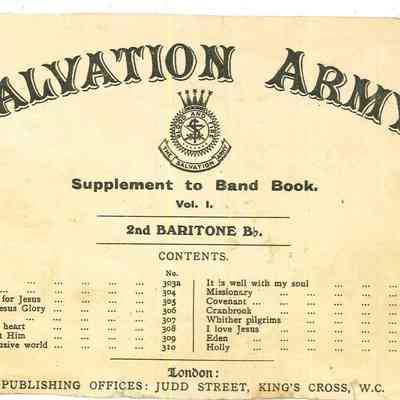 ALVATION ARMY
BLOOD AND FIRE
THE SALVATION ARMY
Supplement to Band Book.
Vol. I.
2nd BARITONE B♭.
CONTENTS.
No.
... ... ... ... 303a
... ... ... 304
for Jesus ... ... ... 305
esus Glory ... ... ... 306
... ... ... ... 307
heart ... ... ... 308
t Him ... ... ... 309
usive world ... ... ... 310
It is well with my soul ... ...
Missionary ... ... ... ...
Covenant ... ... ... ...
Cranbrook ... ... ...
Whither pilgrims ... ...
I love Jesus ... ... ...
Eden ... ... ... ...
Holly ... ... ... ...
London:
PUBLISHING OFFICES: JUDD STREET, KING'S CROSS, W.C.